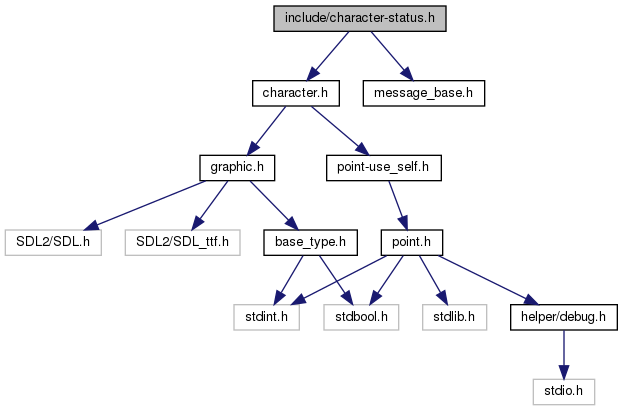 include/character-status.h
character.h
message_base.h
graphic.h
point-use_self.h
SDL2/SDL.h
SDL2/SDL_ttf.h
base_type.h
point.h
stdint.h
stdbool.h
stdlib.h
helper/debug.h
stdio.h